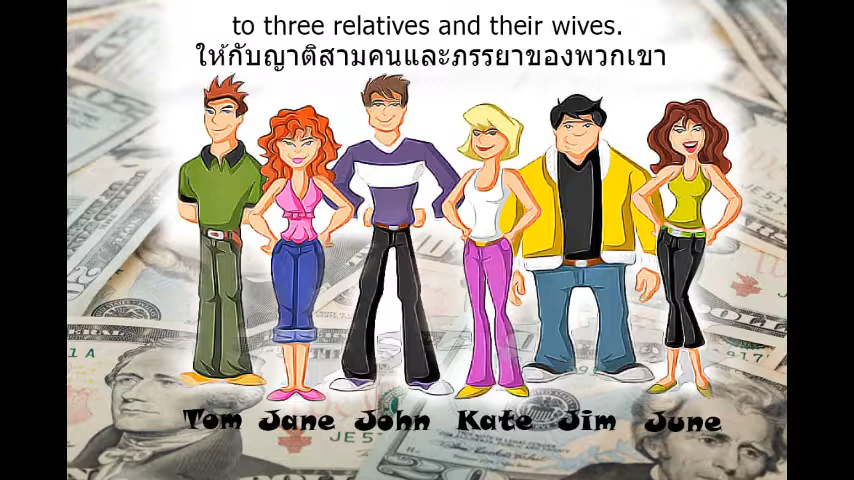 to three relatives and their wives.
ให้กับญาติสามคนและภรรยาของพวกเขา
Tom Jane John Kate Jim June